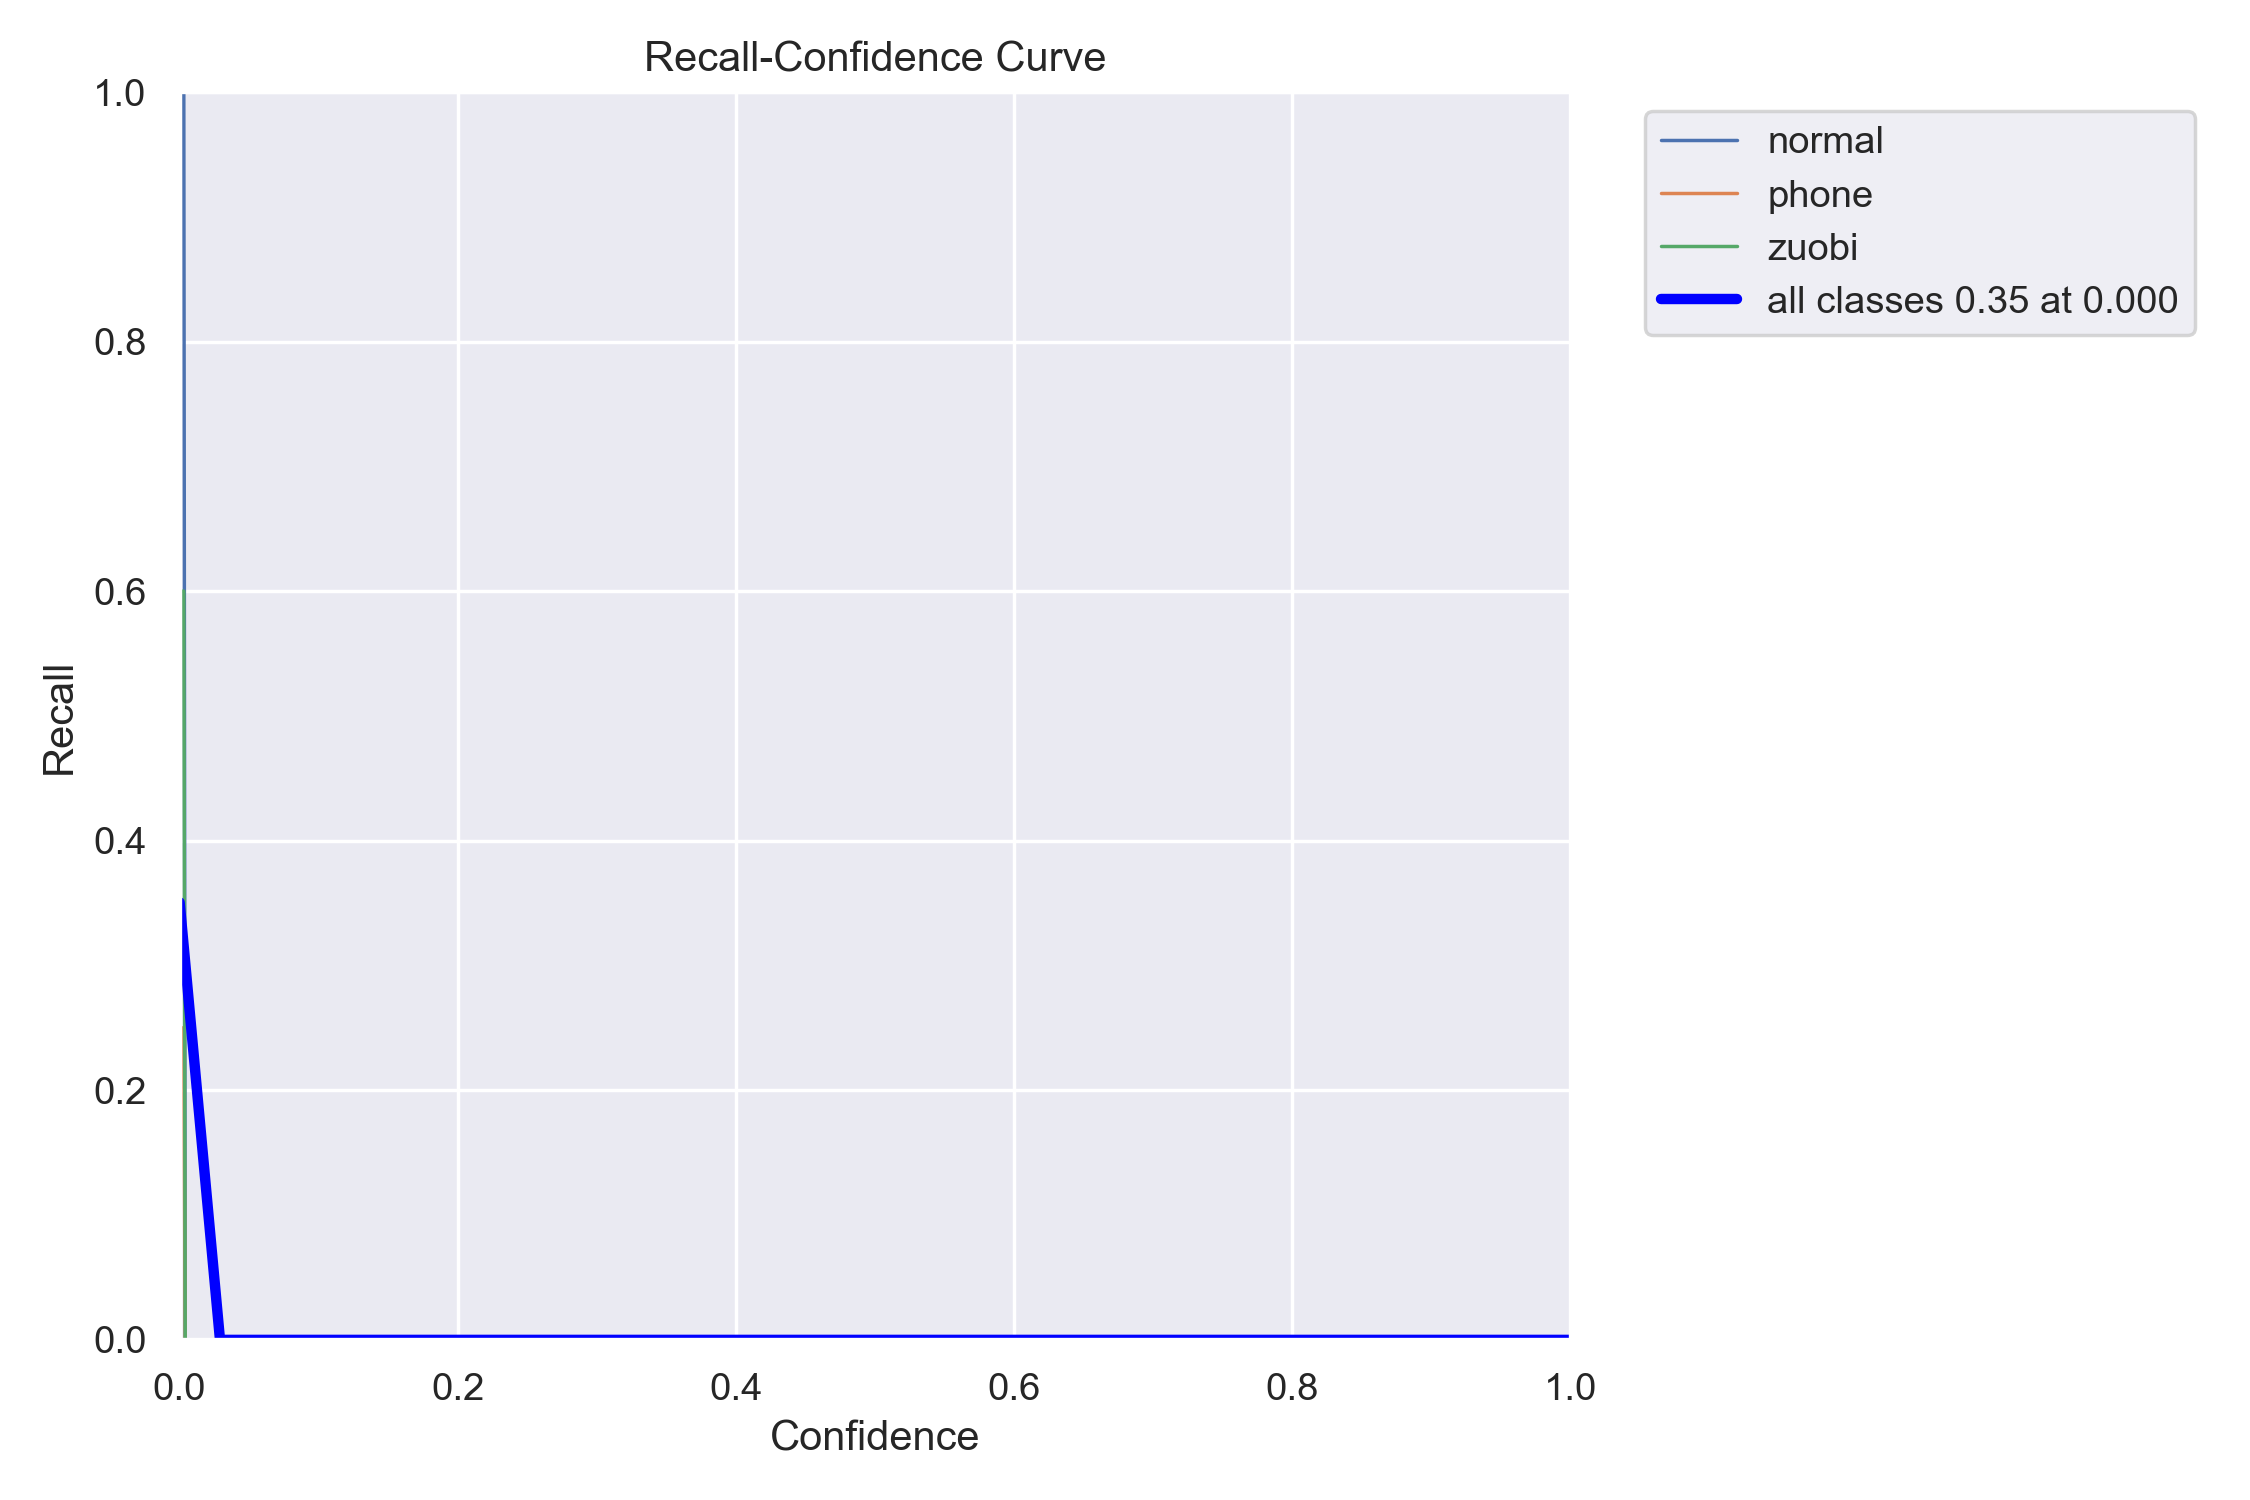 Recall-Confidence Curve
1.0
0.8
0.6
0.4
0.2
0.0
Recall
0.0 0.2 0.4 0.6 0.8 1.0
Confidence
normal
phone
zuobi
all classes 0.35 at 0.000